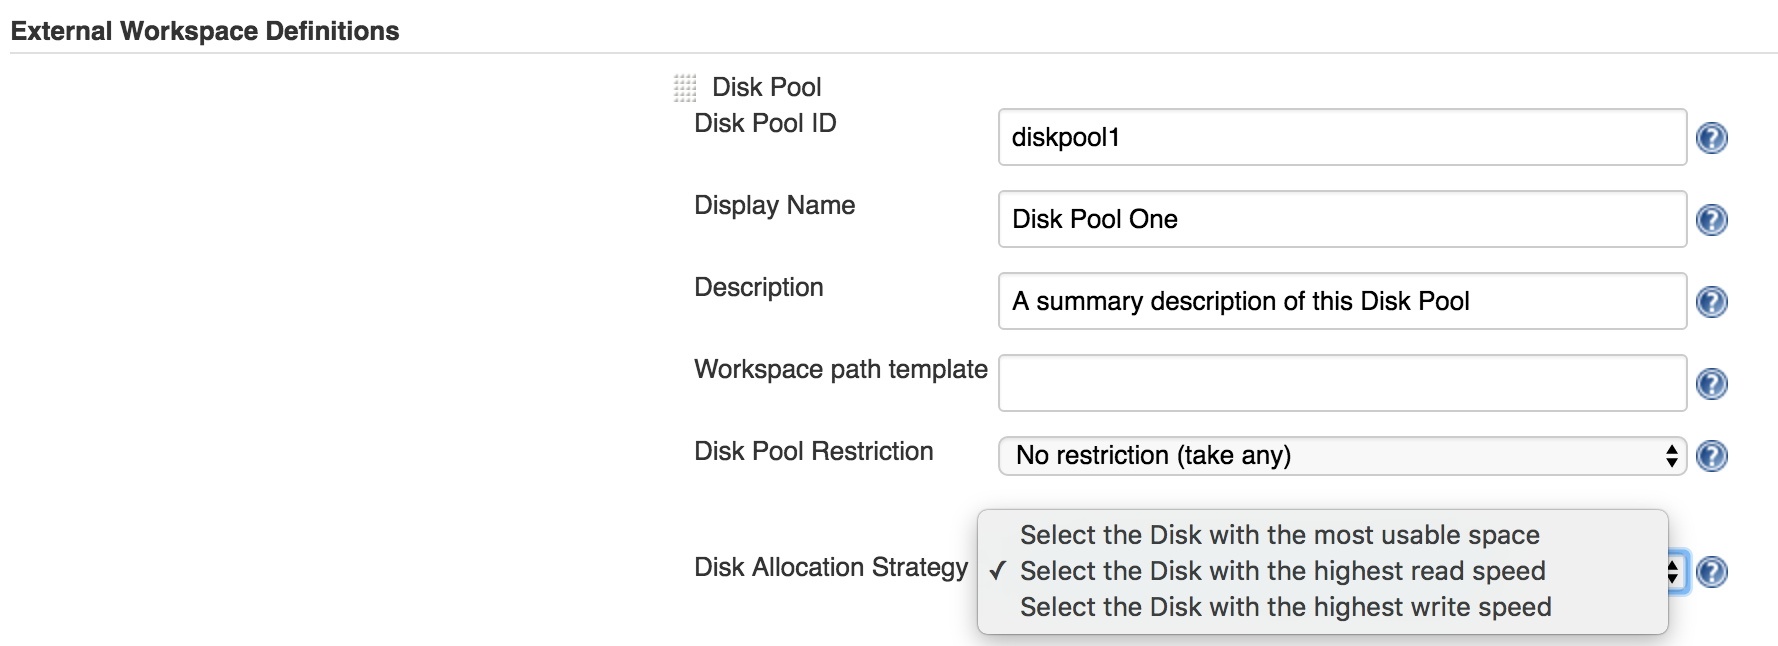 External Workspace Definitions
Disk Pool
Disk Pool ID
diskpool1
Display Name
Disk Pool One
Description
A summary description of this Disk Pool
Workspace path template
Disk Pool Restriction
No restriction (take any)
Disk Allocation Strategy
Select the Disk with the most usable space
✓ Select the Disk with the highest read speed
Select the Disk with the highest write speed